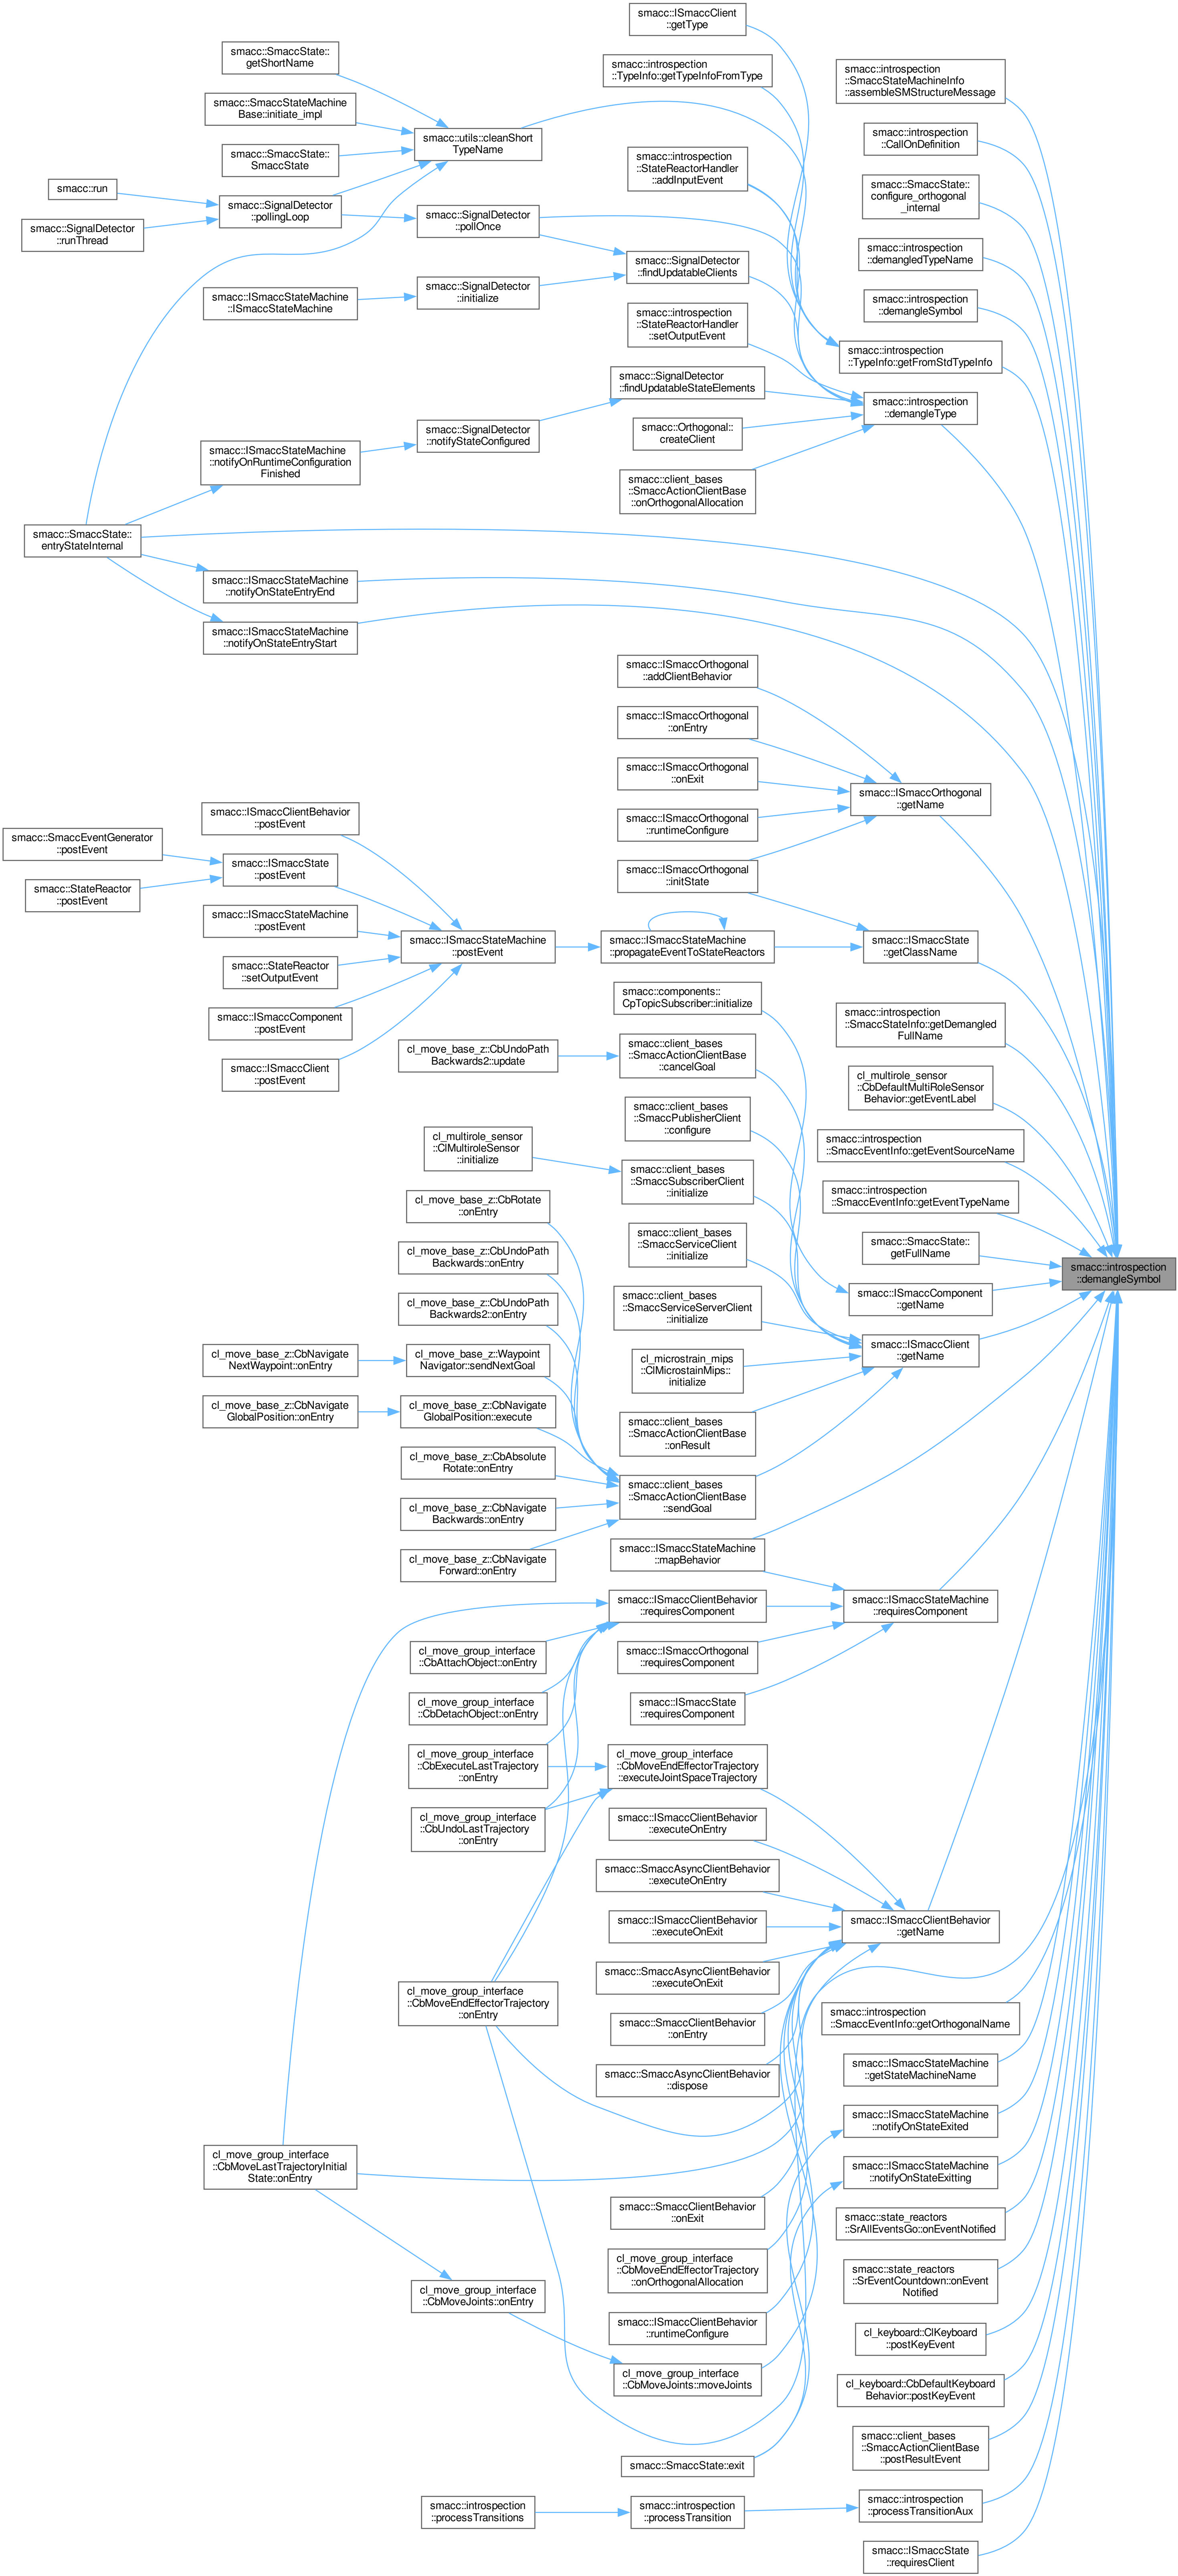 smacc::ISmaccClient
::getType
smacc::SmaccState::
getShortName
smacc::introspection
::TypeInfo::getTypeInfoFromType
smacc::introspection
::SmaccStateMachineInfo
::assembleSMStructureMessage
smacc::SmaccStateMachine
Base::initiate_impl
smacc::utils::cleanShort
TypeName
smacc::introspection
::CallOnDefinition
smacc::SmaccState::
SmaccState
smacc::introspection
::StateReactorHandler
::addInputEvent
smacc::SmaccState::
configure_orthogonal
_internal
smacc::run
smacc::SignalDetector
::pollingLoop
smacc::SignalDetector
::pollOnce
smacc::SignalDetector
::runThread
smacc::introspection
::demangledTypeName
smacc::SignalDetector
::findUpdatableClients
smacc::ISmaccStateMachine
::ISmaccStateMachine
smacc::SignalDetector
::initialize
smacc::introspection
::demangleSymbol
smacc::introspection
::StateReactorHandler
::setOutputEvent
smacc::introspection
::TypeInfo::getFromStdTypeInfo
smacc::SignalDetector
::findUpdatableStateElements
smacc::introspection
::demangleType
smacc::Orthogonal::
createClient
smacc::SignalDetector
::notifyStateConfigured
smacc::ISmaccStateMachine
::notifyOnRuntimeConfiguration
Finished
smacc::client_bases
::SmaccActionClientBase
::onOrthogonalAllocation
smacc::SmaccState::
entryStateInternal
smacc::ISmaccStateMachine
::notifyOnStateEntryEnd
smacc::ISmaccStateMachine
::notifyOnStateEntryStart
smacc::ISmaccOrthogonal
::addClientBehavior
smacc::ISmaccOrthogonal
::onEntry
smacc::ISmaccOrthogonal
::onExit
smacc::ISmaccOrthogonal
::getName
smacc::ISmaccOrthogonal
::runtimeConfigure
smacc::ISmaccClientBehavior
::postEvent
smacc::SmaccEventGenerator
::postEvent
smacc::ISmaccState
::postEvent
smacc::StateReactor
::postEvent
smacc::ISmaccOrthogonal
::initState
smacc::ISmaccStateMachine
::postEvent
smacc::ISmaccStateMachine
::postEvent
smacc::ISmaccStateMachine
::propagateEventToStateReactors
smacc::ISmaccState
::getClassName
smacc::StateReactor
::setOutputEvent
smacc::ISmaccComponent
::postEvent
smacc::ISmaccClient
::postEvent
smacc::components::
CpTopicSubscriber::initialize
smacc::introspection
::SmaccStateInfo::getDemangled
FullName
cl_move_base_z::CbUndoPath
Backwards2::update
smacc::client_bases
::SmaccActionClientBase
::cancelGoal
cl_multirole_sensor
::CbDefaultMultiRoleSensor
Behavior::getEventLabel
smacc::client_bases
::SmaccPublisherClient
::configure
cl_multirole_sensor
::ClMultiroleSensor
::initialize
smacc::introspection
::SmaccEventInfo::getEventSourceName
smacc::client_bases
::SmaccSubscriberClient
::initialize
smacc::introspection
::SmaccEventInfo::getEventTypeName
cl_move_base_z::CbRotate
::onEntry
smacc::client_bases
::SmaccServiceClient
::initialize
smacc::SmaccState::
getFullName
cl_move_base_z::CbUndoPath
Backwards::onEntry
smacc::introspection
::demangleSymbol
smacc::ISmaccComponent
::getName
cl_move_base_z::CbUndoPath
Backwards2::onEntry
smacc::client_bases
::SmaccServiceServerClient
::initialize
smacc::ISmaccClient
::getName
cl_move_base_z::CbNavigate
NextWaypoint::onEntry
cl_move_base_z::Waypoint
Navigator::sendNextGoal
cl_microstrain_mips
::ClMicrostainMips::
initialize
cl_move_base_z::CbNavigate
GlobalPosition::onEntry
cl_move_base_z::CbNavigate
GlobalPosition::execute
smacc::client_bases
::SmaccActionClientBase
::onResult
cl_move_base_z::CbAbsolute
Rotate::onEntry
smacc::client_bases
::SmaccActionClientBase
::sendGoal
cl_move_base_z::CbNavigate
Backwards::onEntry
cl_move_base_z::CbNavigate
Forward::onEntry
smacc::ISmaccStateMachine
::mapBehavior
smacc::ISmaccClientBehavior
::requiresComponent
smacc::ISmaccStateMachine
::requiresComponent
cl_move_group_interface
::CbAttachObject::onEntry
smacc::ISmaccOrthogonal
::requiresComponent
cl_move_group_interface
::CbDetachObject::onEntry
smacc::ISmaccState
::requiresComponent
cl_move_group_interface
::CbExecuteLastTrajectory
::onEntry
cl_move_group_interface
::CbMoveEndEffectorTrajectory
::executeJointSpaceTrajectory
cl_move_group_interface
::CbUndoLastTrajectory
::onEntry
smacc::ISmaccClientBehavior
::executeOnEntry
smacc::SmaccAsyncClientBehavior
::executeOnEntry
smacc::ISmaccClientBehavior
::executeOnExit
smacc::ISmaccClientBehavior
::getName
smacc::SmaccAsyncClientBehavior
::executeOnExit
cl_move_group_interface
::CbMoveEndEffectorTrajectory
::onEntry
smacc::SmaccClientBehavior
::onEntry
smacc::introspection
::SmaccEventInfo::getOrthogonalName
smacc::SmaccAsyncClientBehavior
::dispose
smacc::ISmaccStateMachine
::getStateMachineName
smacc::ISmaccStateMachine
::notifyOnStateExited
cl_move_group_interface
::CbMoveLastTrajectoryInitial
State::onEntry
smacc::ISmaccStateMachine
::notifyOnStateExitting
smacc::SmaccClientBehavior
::onExit
smacc::state_reactors
::SrAllEventsGo::onEventNotified
cl_move_group_interface
::CbMoveEndEffectorTrajectory
::onOrthogonalAllocation
smacc::state_reactors
::SrEventCountdown::onEvent
Notified
cl_move_group_interface
::CbMoveJoints::onEntry
smacc::ISmaccClientBehavior
::runtimeConfigure
cl_keyboard::ClKeyboard
::postKeyEvent
cl_move_group_interface
::CbMoveJoints::moveJoints
cl_keyboard::CbDefaultKeyboard
Behavior::postKeyEvent
smacc::client_bases
::SmaccActionClientBase
::postResultEvent
smacc::SmaccState::exit
smacc::introspection
::processTransitions
smacc::introspection
::processTransition
smacc::introspection
::processTransitionAux
smacc::ISmaccState
::requiresClient